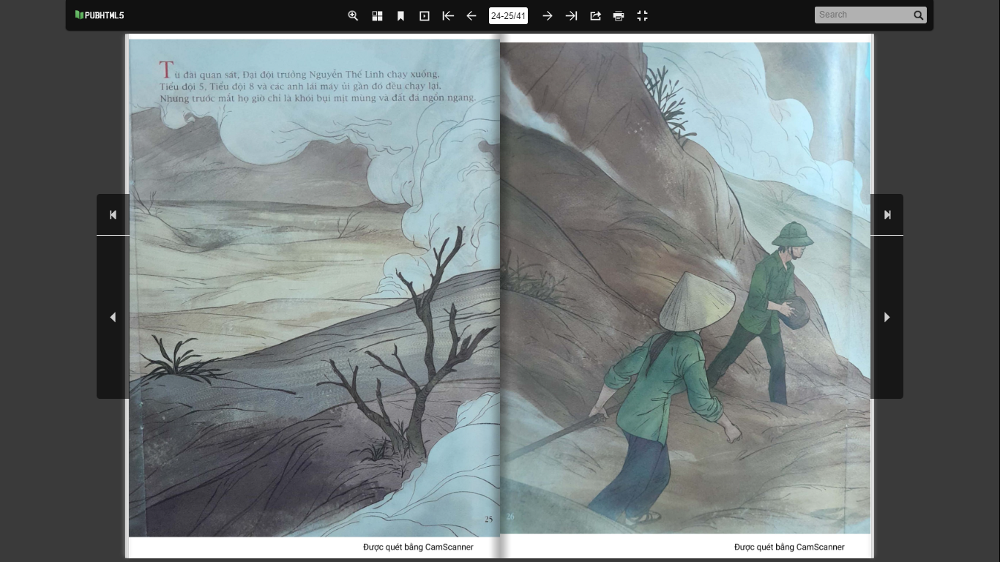 PUBHTML5
24-25/41
Search
Từ đài quan sát, Đại đội trưởng Nguyễn Thế Linh chạy xuống,
Tiểu đội 5, Tiểu đội 8 và các anh lái máy ủi gần đó đều chạy lại.
Nhưng trước mắt họ giờ chỉ là khói bụi mịt mùng và đất đá ngổn ngang.
25
26
Được quét bằng CamScanner
Được quét bằng CamScanner